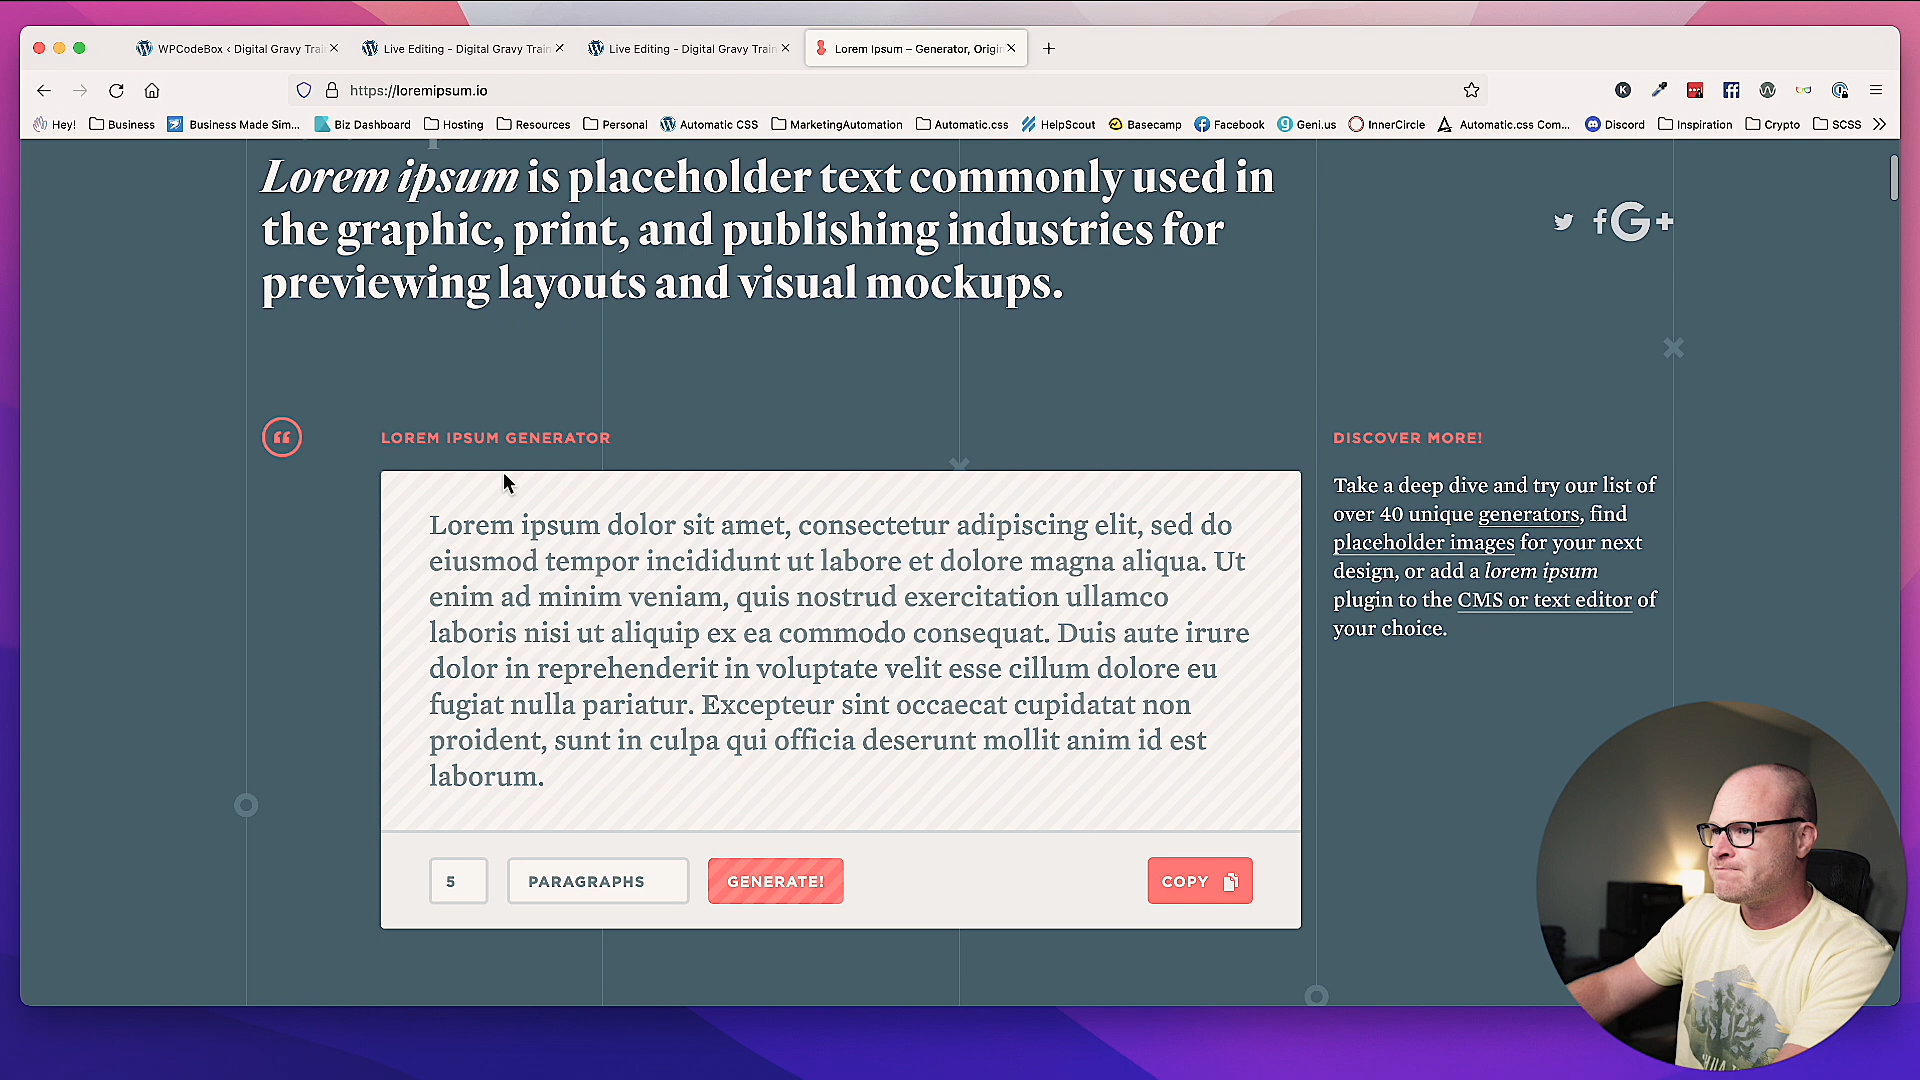 WPCodeBox ‹ Digital Gravy Trai
Live Editing - Digital Gravy Train
Live Editing - Digital Gravy Train
Lorem Ipsum – Generator, Origin
https://loremipsum.io
Hey!
Business
Business Made Sim...
Biz Dashboard
Hosting
Resources
Personal
Automatic CSS
MarketingAutomation
Automatic.css
HelpScout
Basecamp
Facebook
Geni.us
InnerCircle
Automatic.css Com...
Discord
Inspiration
Crypto
SCSS
Lorem ipsum is placeholder text commonly used in
the graphic, print, and publishing industries for
previewing layouts and visual mockups.
LOREM IPSUM GENERATOR
Lorem ipsum dolor sit amet, consectetur adipiscing elit, sed do
eiusmod tempor incididunt ut labore et dolore magna aliqua. Ut
enim ad minim veniam, quis nostrud exercitation ullamco
laboris nisi ut aliquip ex ea commodo consequat. Duis aute irure
dolor in reprehenderit in voluptate velit esse cillum dolore eu
fugiat nulla pariatur. Excepteur sint occaecat cupidatat non
proident, sunt in culpa qui officia deserunt mollit anim id est
laborum.
5
PARAGRAPHS
GENERATE!
COPY
DISCOVER MORE!
Take a deep dive and try our list of
over 40 unique generators, find
placeholder images for your next
design, or add a lorem ipsum
plugin to the CMS or text editor of
your choice.